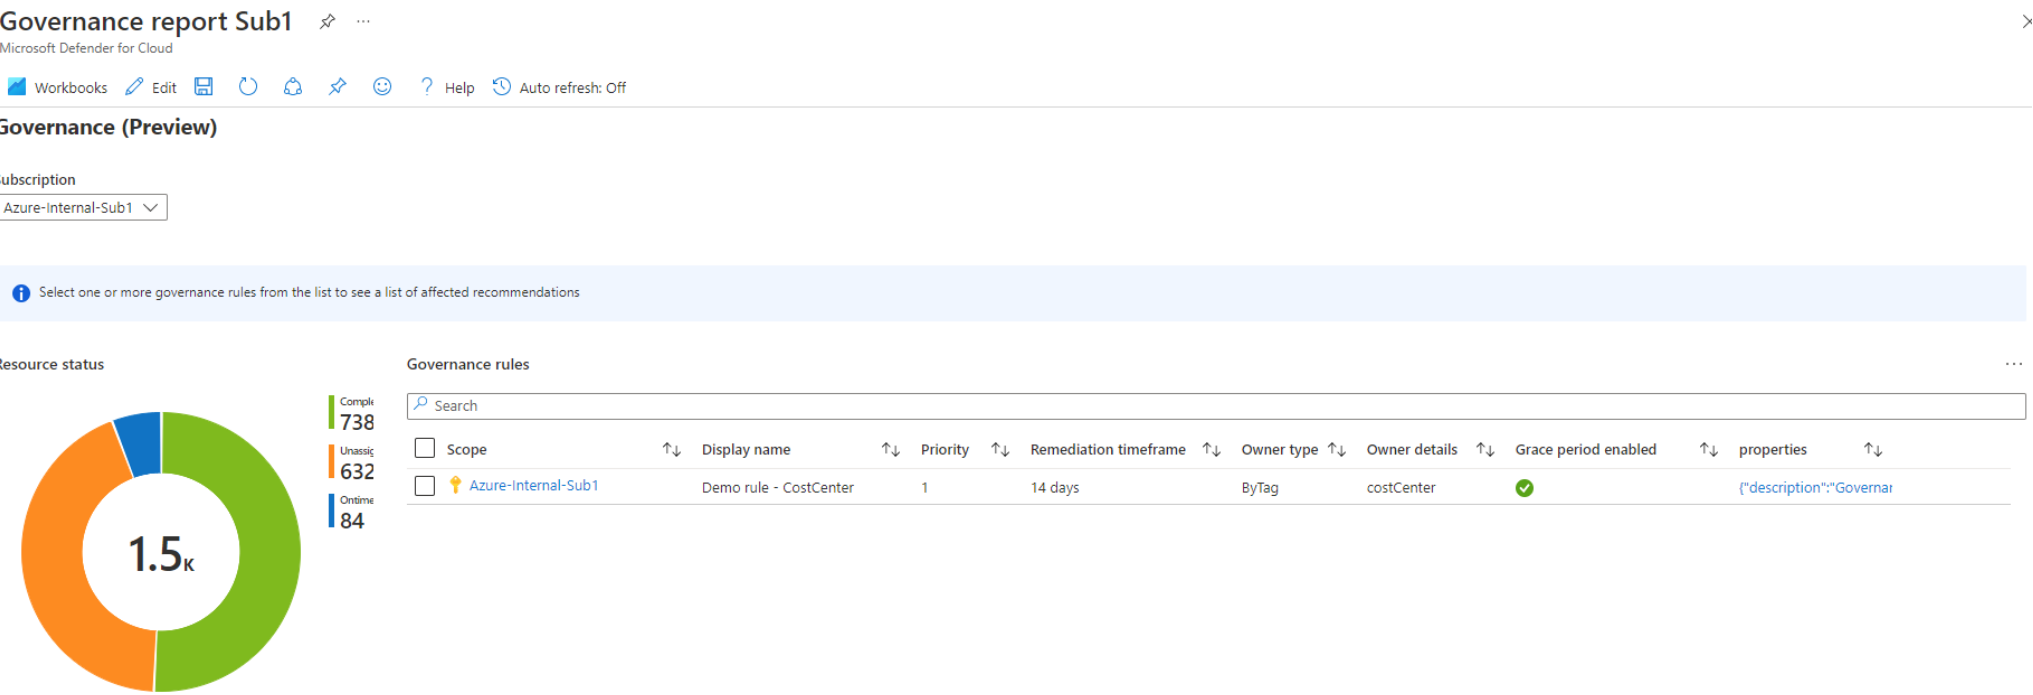 Governance report Sub1
Microsoft Defender for Cloud
Workbooks Edit Help Auto refresh: Off
Governance (Preview)
Subscription
Azure-Internal-Sub1
Select one or more governance rules from the list to see a list of affected recommendations
Resource status
Comple
738
Unassig
632
Ontime
84
1.5K
Governance rules
Search
Scope Display name Priority Remediation timeframe Owner type Owner details Grace period enabled properties
Azure-Internal-Sub1 Demo rule - CostCenter 1 14 days ByTag costCenter {"description":"Governar